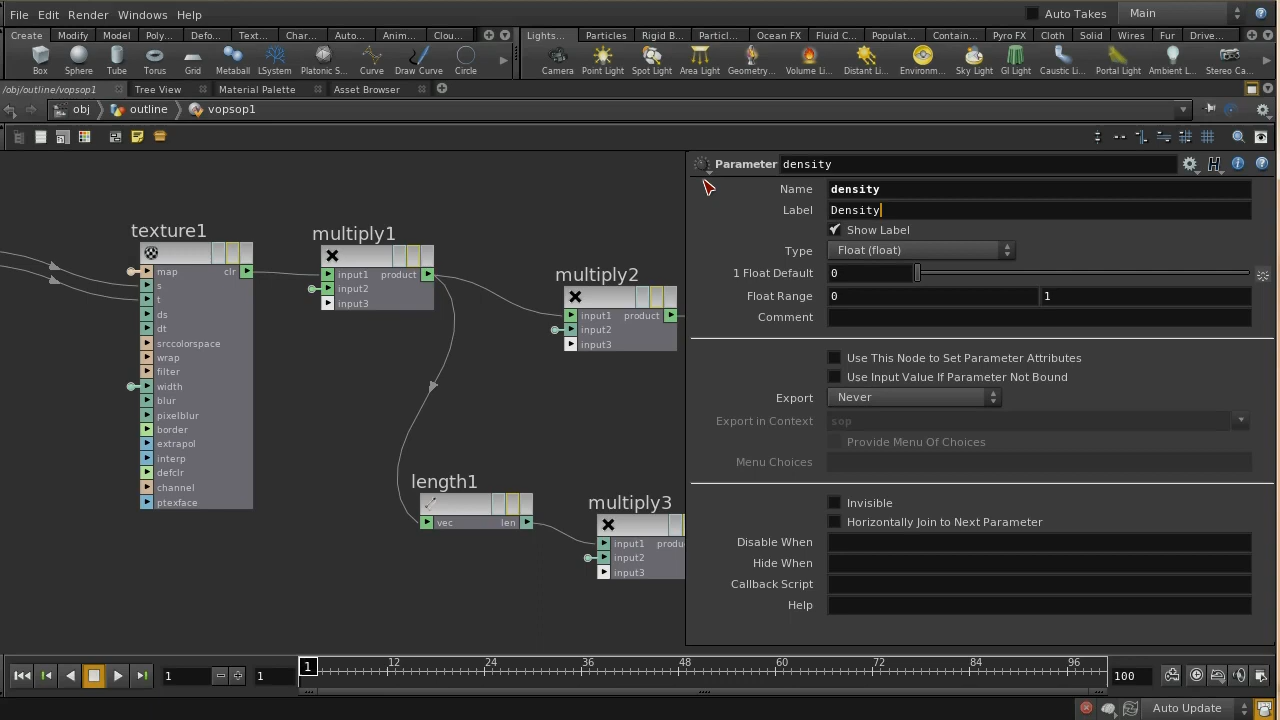 File Edit Render Windows Help Auto Takes Main
Create Modify Model Poly... Defo... Text... Char... Auto... Anim... Clou... Lights... Particles Rigid B... Particl... Ocean FX Fluid C... Populat... Contain... Pyro FX Cloth Solid Wires Fur Drive...
Box Sphere Tube Torus Grid Metaball LSystem Platonic S... Curve Draw Curve Circle Camera Point Light Spot Light Area Light Geometry... Volume Li... Distant Li... Environm... Sky Light GI Light Caustic Li... Portal Light Ambient L... Stereo Ca...
/obj/outline/vopsop1 Tree View Material Palette Asset Browser
obj outline vopsop1
Parameter density
Name density
Label Density
Show Label
Type Float (float)
1 Float Default 0
Float Range 0 1
Comment
Use This Node to Set Parameter Attributes
Use Input Value If Parameter Not Bound
Export Never
Export in Context sop
Provide Menu Of Choices
Menu Choices
Invisible
Horizontally Join to Next Parameter
Disable When
Hide When
Callback Script
Help
texture1
map clr
s
t
ds
dt
srccolorspace
wrap
filter
width
blur
pixelblur
border
extrapol
interp
defclr
channel
ptexface
multiply1
input1 product
input2
input3
multiply2
input1 product
input2
input3
length1
vec len
multiply3
input1 produ
input2
input3
1 1 1 12 24 36 48 60 72 84 96 100
Auto Update